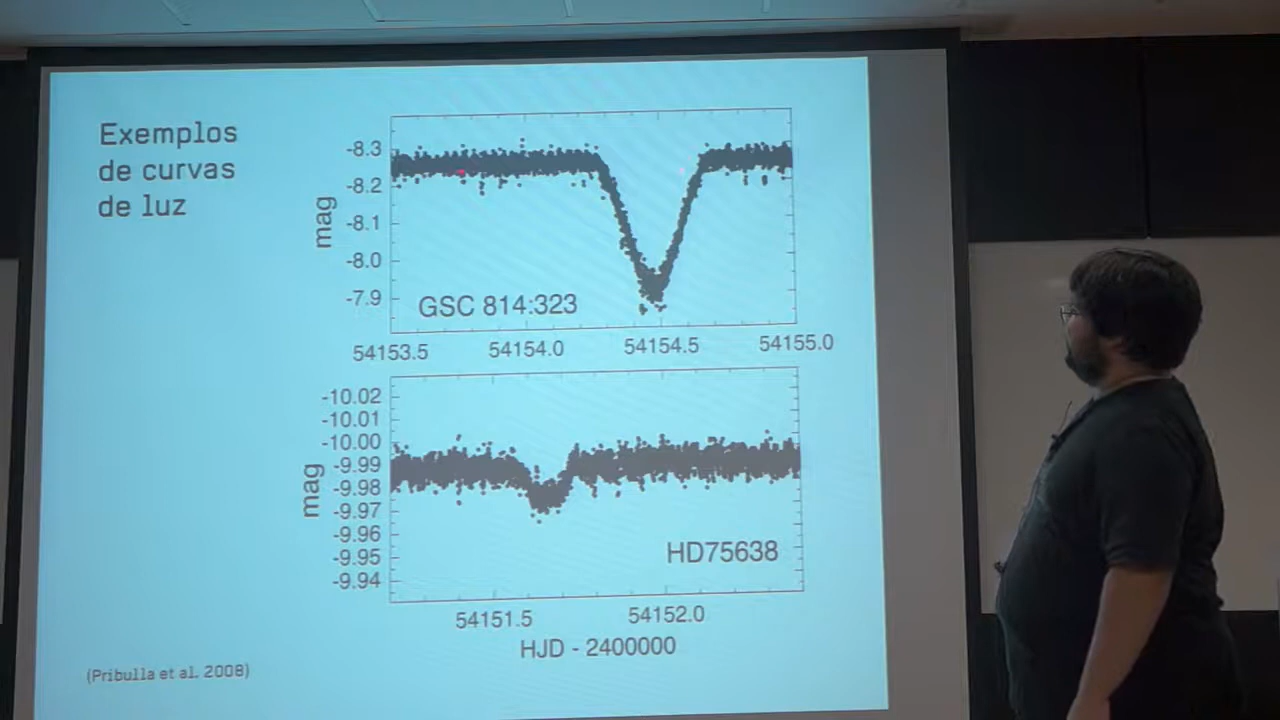 Exemplos
de curvas
de luz
mag
-8.3
-8.2
-8.1
-8.0
-7.9
GSC 814:323
54153.5 54154.0 54154.5 54155.0
mag
-10.02
-10.01
-10.00
-9.99
-9.98
-9.97
-9.96
-9.95
-9.94
HD75638
54151.5 54152.0
HJD - 2400000
(Pribulla et al. 2008)